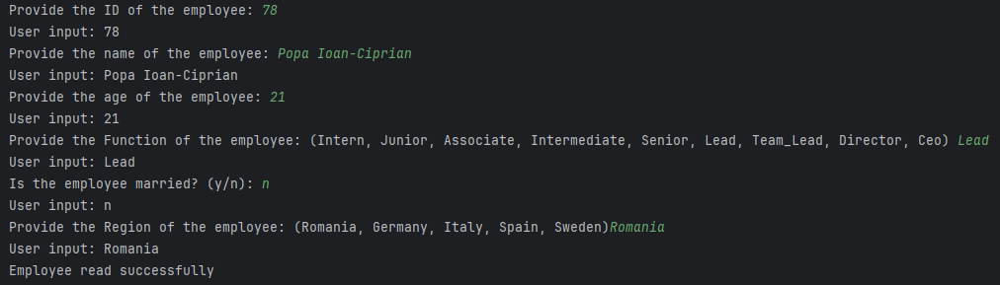 Provide the ID of the employee: 78
User input: 78
Provide the name of the employee: Popa Ioan-Ciprian
User input: Popa Ioan-Ciprian
Provide the age of the employee: 21
User input: 21
Provide the Function of the employee: (Intern, Junior, Associate, Intermediate, Senior, Lead, Team_Lead, Director, Ceo) Lead
User input: Lead
Is the employee married? (y/n): n
User input: n
Provide the Region of the employee: (Romania, Germany, Italy, Spain, Sweden)Romania
User input: Romania
Employee read successfully